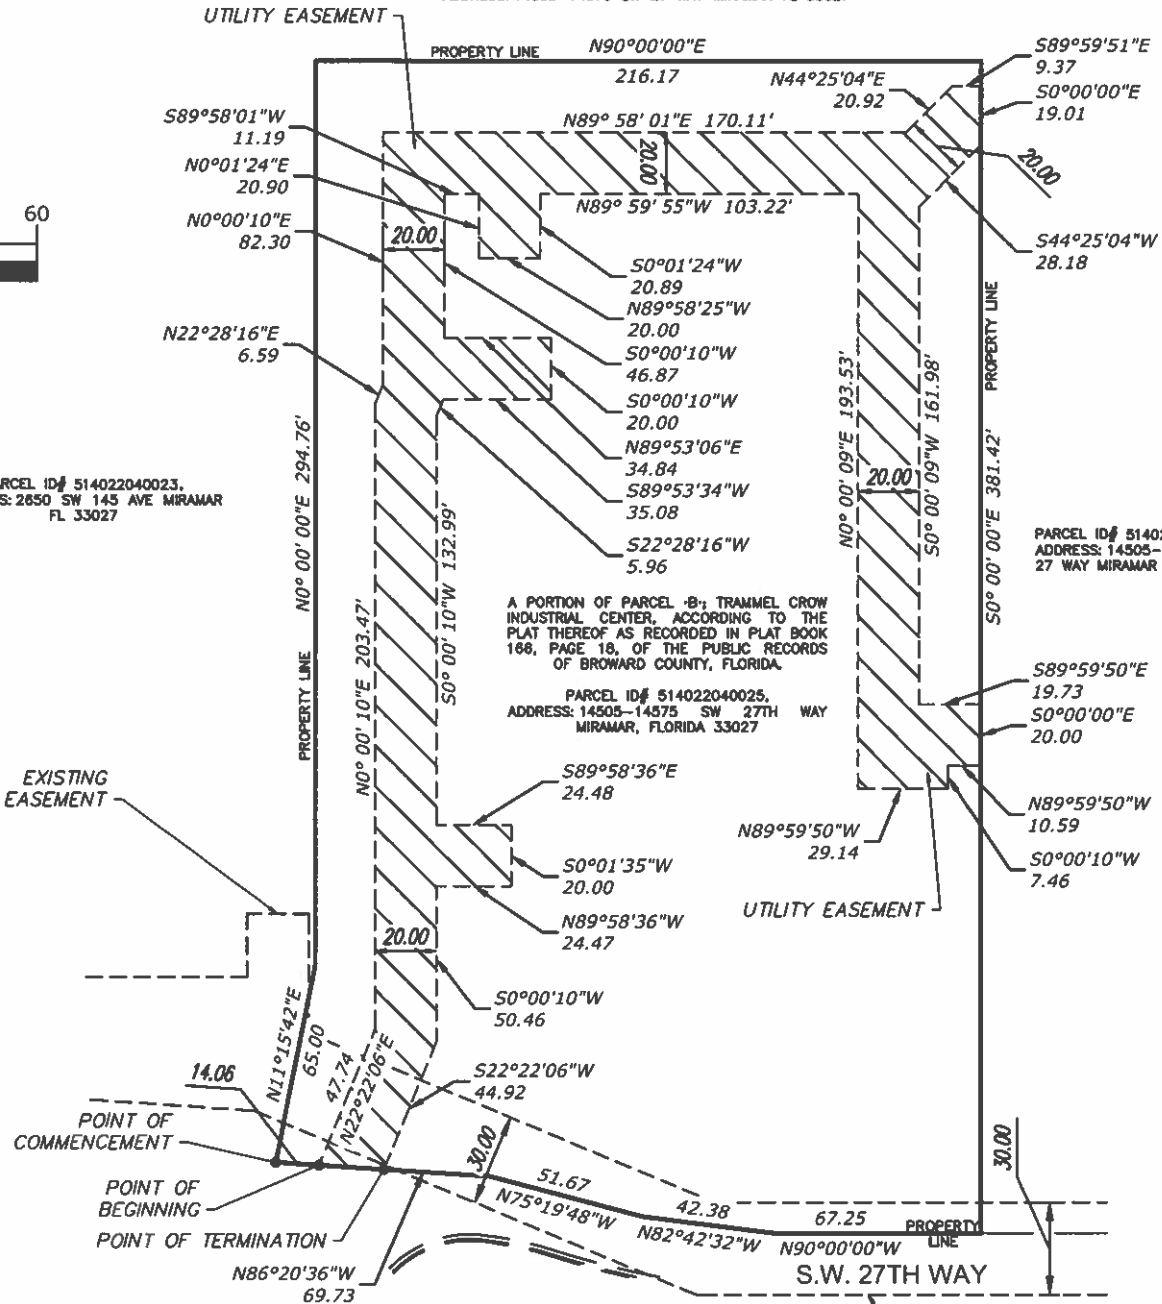 UTILITY EASEMENT
PROPERTY LINE
N90°00'00"E
216.17
S89°59'51"E
9.37
N44°25'04"E
20.92
S0°00'00"E
19.01
S89°58'01"W
11.19
N89° 58' 01"E 170.11'
20.00
20.00
N0°01'24"E
20.90
N89° 59' 55"W 103.22'
60
N0°00'10"E
82.30
20.00
S44°25'04"W
28.18
S0°01'24"W
20.89
N89°58'25"W
20.00
PROPERTY LINE
N22°28'16"E
6.59
S0°00'10"W
46.87
S0°00'10"W
20.00
N0° 00' 09"E 193.53'
S0° 00' 09"W 161.98'
N89°53'06"E
34.84
N0° 00' 00"E 294.76'
RCEL ID# 514022040023,
S: 2650 SW 145 AVE MIRAMAR
FL 33027
S89°53'34"W
35.08
20.00
S0° 00' 00"E 381.42'
S0° 00' 10"W 132.99'
S22°28'16"W
5.96
PARCEL ID# 51402
ADDRESS: 14505-
27 WAY MIRAMAR
A PORTION OF PARCEL "B"; TRAMMEL CROW
INDUSTRIAL CENTER, ACCORDING TO THE
PLAT THEREOF AS RECORDED IN PLAT BOOK
166, PAGE 18, OF THE PUBLIC RECORDS
OF BROWARD COUNTY, FLORIDA.
PARCEL ID# 514022040025,
ADDRESS: 14505-14575 SW 27TH WAY
MIRAMAR, FLORIDA 33027
N0° 00' 10"E 203.47'
PROPERTY LINE
S89°59'50"E
19.73
S0°00'00"E
20.00
EXISTING
EASEMENT
S89°58'36"E
24.48
N89°59'50"W
10.59
N89°59'50"W
29.14
S0°01'35"W
20.00
S0°00'10"W
7.46
N89°58'36"W
24.47
UTILITY EASEMENT
20.00
S0°00'10"W
50.46
N11°15'42"E
65.00
47.74
N22°22'06"E
14.06
S22°22'06"W
44.92
POINT OF
COMMENCEMENT
30.00
30.00
POINT OF
BEGINNING
51.67
N75°19'48"W
42.38
N82°42'32"W
67.25
N90°00'00"W
PROPERTY
LINE
POINT OF TERMINATION
N86°20'36"W
69.73
S.W. 27TH WAY